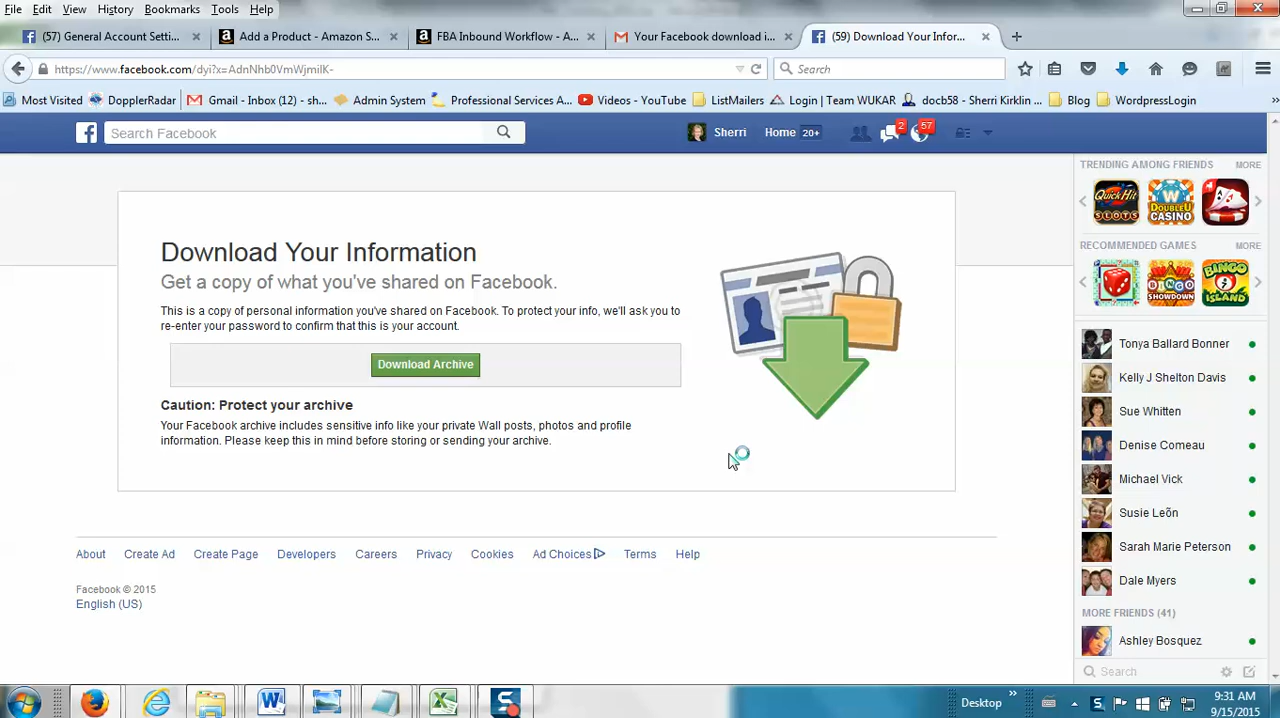 File Edit View History Bookmarks Tools Help
(57) General Account Setti... Add a Product - Amazon S... FBA Inbound Workflow - A... Your Facebook download i... (59) Download Your Infor...
https://www.facebook.com/dyi?x=AdnNhb0VmWjmilK- Search
Most Visited DopplerRadar Gmail - Inbox (12) - sh... Admin System Professional Services A... Videos - YouTube ListMailers Login | Team WUKAR docb58 - Sherri Kirklin ... Blog WordpressLogin
Search Facebook Sherri Home 20+ 2 57
TRENDING AMONG FRIENDS MORE
QUICK HIT SLOTS W DOUBLEU CASINO
RECOMMENDED GAMES MORE
BINGO SHOWDOWN BINGO ISLAND
Download Your Information
Get a copy of what you've shared on Facebook.
This is a copy of personal information you've shared on Facebook. To protect your info, we'll ask you to
re-enter your password to confirm that this is your account.
Download Archive
Caution: Protect your archive
Your Facebook archive includes sensitive info like your private Wall posts, photos and profile
information. Please keep this in mind before storing or sending your archive.
Tonya Ballard Bonner
Kelly J Shelton Davis
Sue Whitten
Denise Comeau
Michael Vick
Susie León
Sarah Marie Peterson
Dale Myers
MORE FRIENDS (41)
Ashley Bosquez
Search
About Create Ad Create Page Developers Careers Privacy Cookies Ad Choices Terms Help
Facebook © 2015
English (US)
Desktop
9:31 AM
9/15/2015